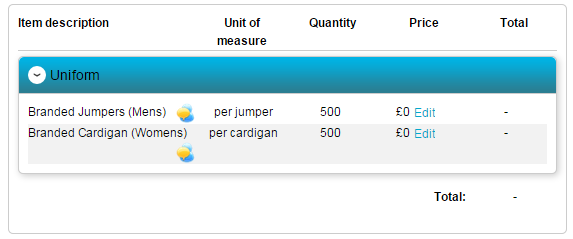 Item description Unit of measure Quantity Price Total
Uniform
Branded Jumpers (Mens) per jumper 500 £0 Edit -
Branded Cardigan (Womens) per cardigan 500 £0 Edit -
Total: -